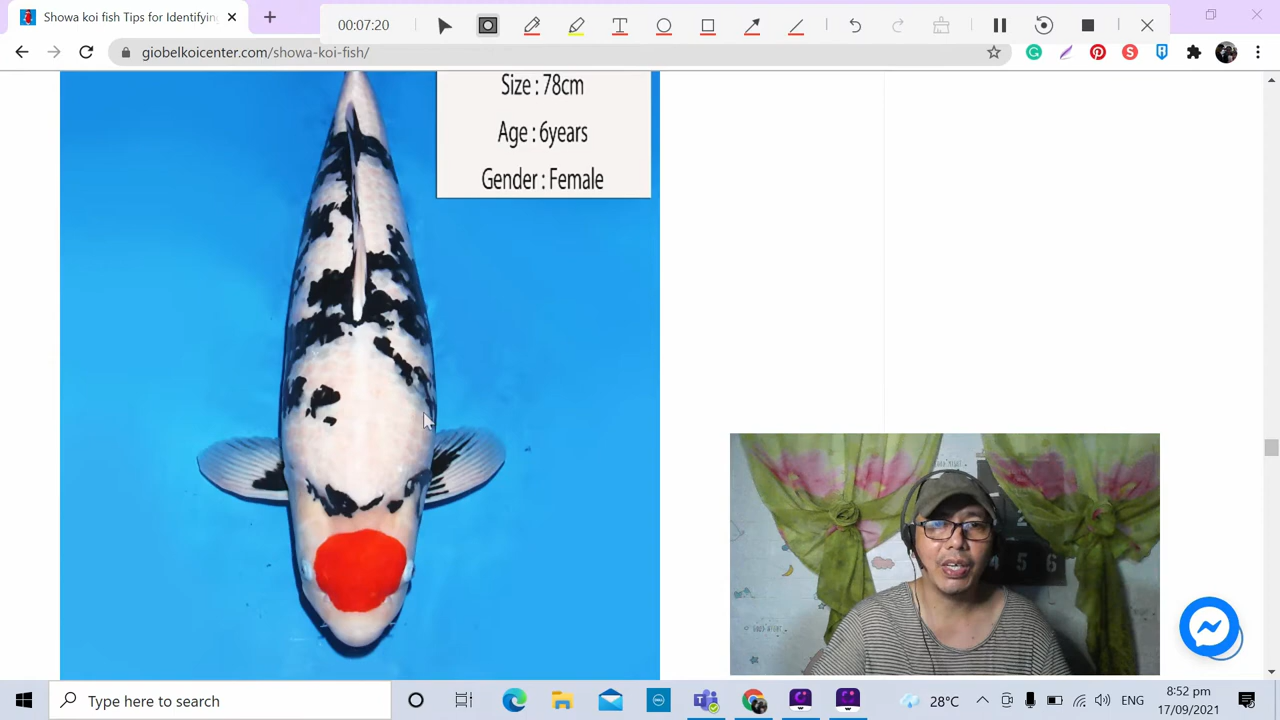 Showa koi fish Tips for Identifying
00:07:20
T
giobelkoicenter.com/showa-koi-fish/
Size : 78cm
Age : 6years
Gender : Female
Type here to search
28°C
ENG
8:52 pm
17/09/2021